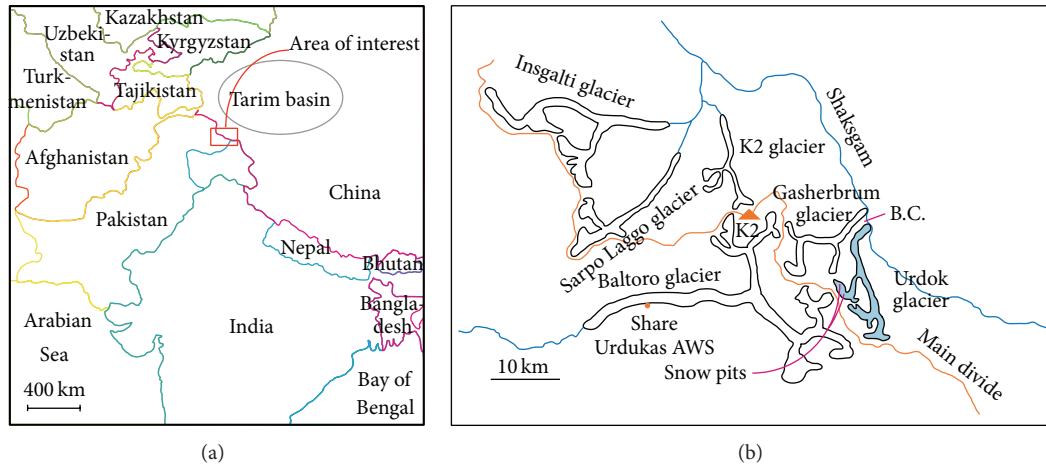 Kazakhstan
Uzbeki-
stan
Kyrgyzstan
Area of interest
Turk-
menistan
Tajikistan
Tarim basin
Afghanistan
China
Pakistan
Nepal
Bhutan
Bangla-
desh
Arabian
Sea
India
Bay of
Bengal
400 km
(a)
Insgalti glacier
Shaksgam
K2 glacier
Gasherbrum
glacier
B.C.
K2
Sarpo Laggo glacier
Baltoro glacier
Urdok
glacier
Share
Urdukas AWS
Snow pits
Main divide
10 km
(b)